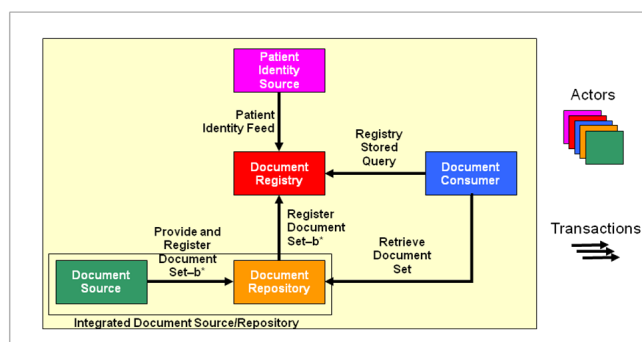 Patient
Identity
Source
Patient
Identity Feed
Registry
Stored
Query
Document
Registry
Document
Consumer
Register
Document
Set–b*
Provide and
Register
Document
Set–b*
Retrieve
Document
Set
Document
Source
Document
Repository
Integrated Document Source/Repository
Actors
Transactions